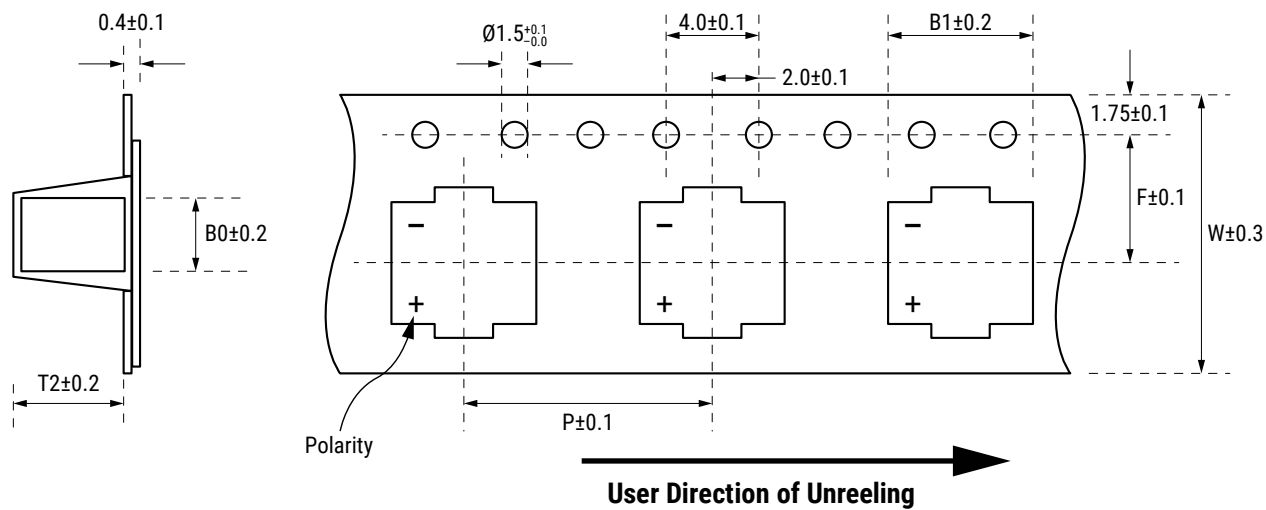 0.4±0.1
Ø1.5+0.1 −0.0
4.0±0.1
B1±0.2
2.0±0.1
1.75±0.1
F±0.1
B0±0.2
W±0.3
−
−
−
+
+
+
T2±0.2
P±0.1
Polarity
User Direction of Unreeling